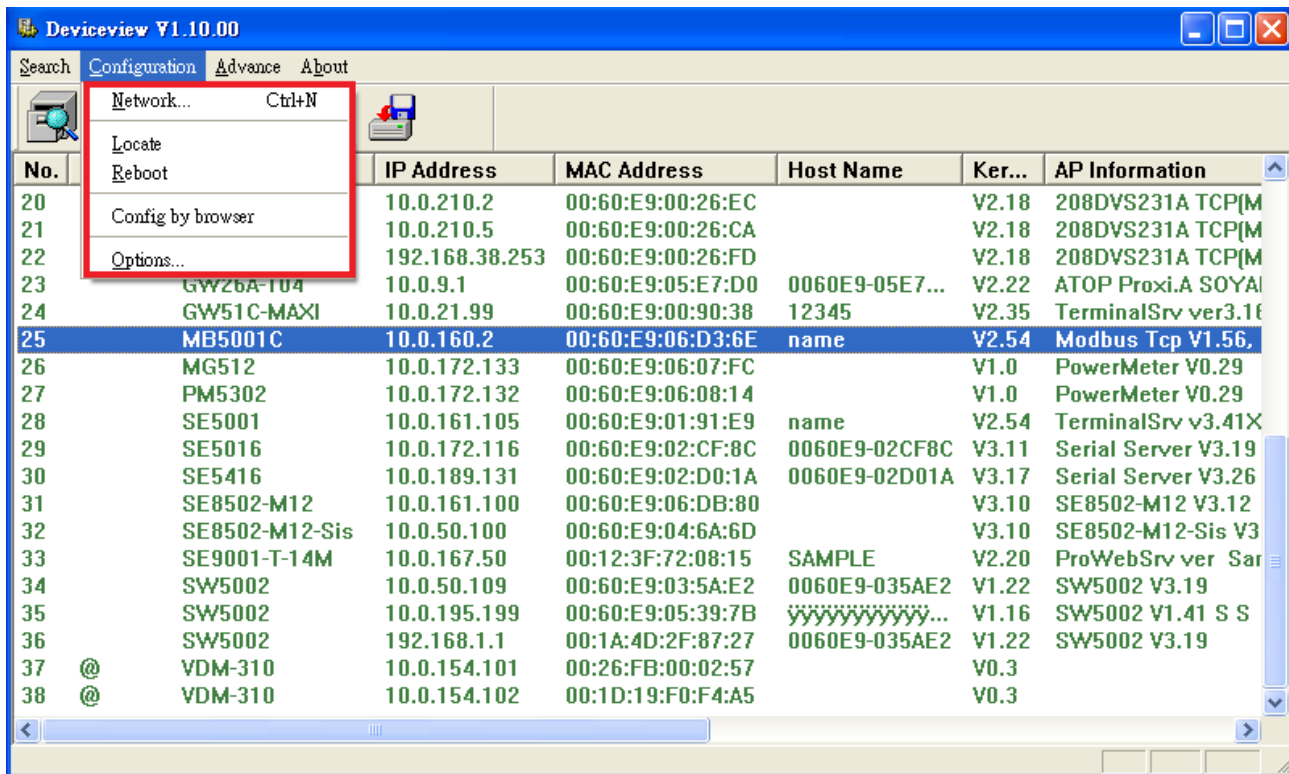 Deviceview V1.10.00
Search Configuration Advance About
Network... Ctrl+N
Locate
Reboot
Config by browser
Options...
No. IP Address MAC Address Host Name Ker... AP Information
20 10.0.210.2 00:60:E9:00:26:EC V2.18 208DVS231A TCP(M
21 10.0.210.5 00:60:E9:00:26:CA V2.18 208DVS231A TCP(M
22 192.168.38.253 00:60:E9:00:26:FD V2.18 208DVS231A TCP(M
23 GW26A-T04 10.0.9.1 00:60:E9:05:E7:D0 0060E9-05E7... V2.22 ATOP Proxi.A SOYAL
24 GW51C-MAXI 10.0.21.99 00:60:E9:00:90:38 12345 V2.35 TerminalSrv ver3.16
25 MB5001C 10.0.160.2 00:60:E9:06:D3:6E name V2.54 Modbus Tcp V1.56,
26 MG512 10.0.172.133 00:60:E9:06:07:FC V1.0 PowerMeter V0.29
27 PM5302 10.0.172.132 00:60:E9:06:08:14 V1.0 PowerMeter V0.29
28 SE5001 10.0.161.105 00:60:E9:01:91:E9 name V2.54 TerminalSrv v3.41X
29 SE5016 10.0.172.116 00:60:E9:02:CF:8C 0060E9-02CF8C V3.11 Serial Server V3.19
30 SE5416 10.0.189.131 00:60:E9:02:D0:1A 0060E9-02D01A V3.17 Serial Server V3.26
31 SE8502-M12 10.0.161.100 00:60:E9:06:DB:80 V3.10 SE8502-M12 V3.12
32 SE8502-M12-Sis 10.0.50.100 00:60:E9:04:6A:6D V3.10 SE8502-M12-Sis V3
33 SE9001-T-14M 10.0.167.50 00:12:3F:72:08:15 SAMPLE V2.20 ProWebSrv ver Sar
34 SW5002 10.0.50.109 00:60:E9:03:5A:E2 0060E9-035AE2 V1.22 SW5002 V3.19
35 SW5002 10.0.195.199 00:60:E9:05:39:7B ÿÿÿÿÿÿÿÿÿÿÿ... V1.16 SW5002 V1.41 S S
36 SW5002 192.168.1.1 00:1A:4D:2F:87:27 0060E9-035AE2 V1.22 SW5002 V3.19
37 @ VDM-310 10.0.154.101 00:26:FB:00:02:57 V0.3
38 @ VDM-310 10.0.154.102 00:1D:19:F0:F4:A5 V0.3